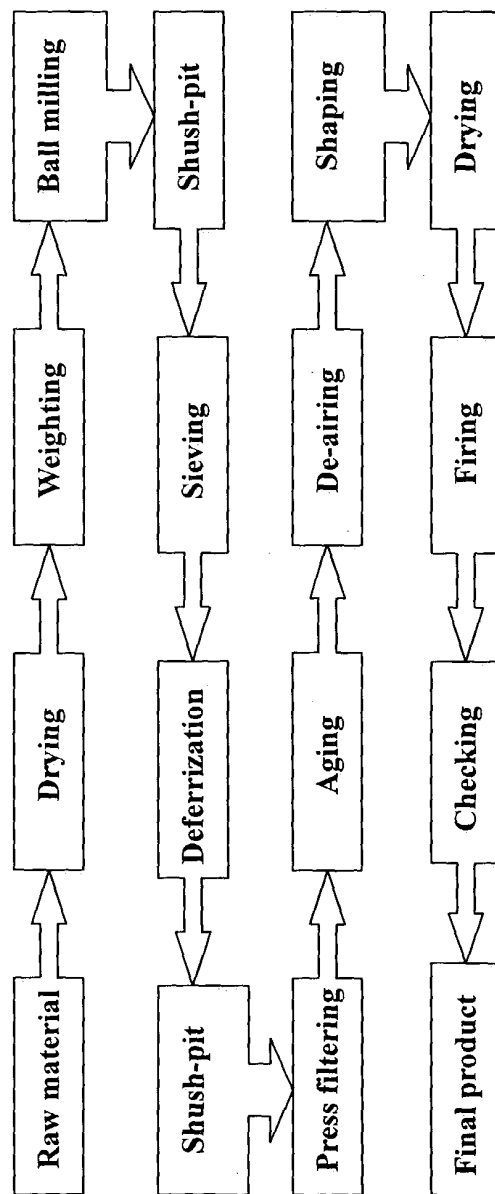 Raw material
Drying
Weighting
Ball milling
Shush-pit
Sieving
Deferrization
Shush-pit
Press filtering
Aging
De-airing
Shaping
Drying
Firing
Checking
Final product